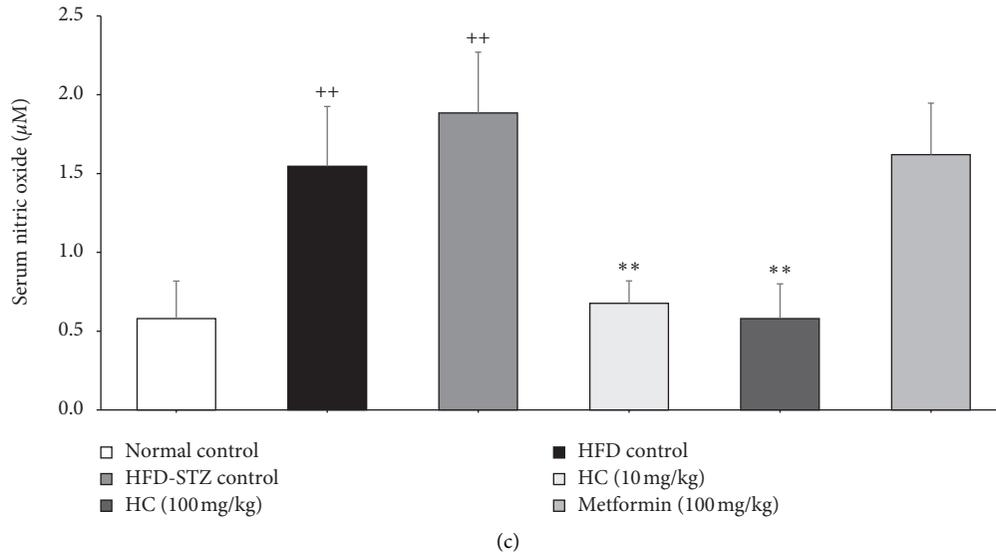 2.5
++
++
2.0
1.5
Serum nitric oxide (μM)
1.0
**
**
0.5
0.0
Normal control
HFD control
HFD-STZ control
HC (10 mg/kg)
HC (100 mg/kg)
Metformin (100 mg/kg)
(c)